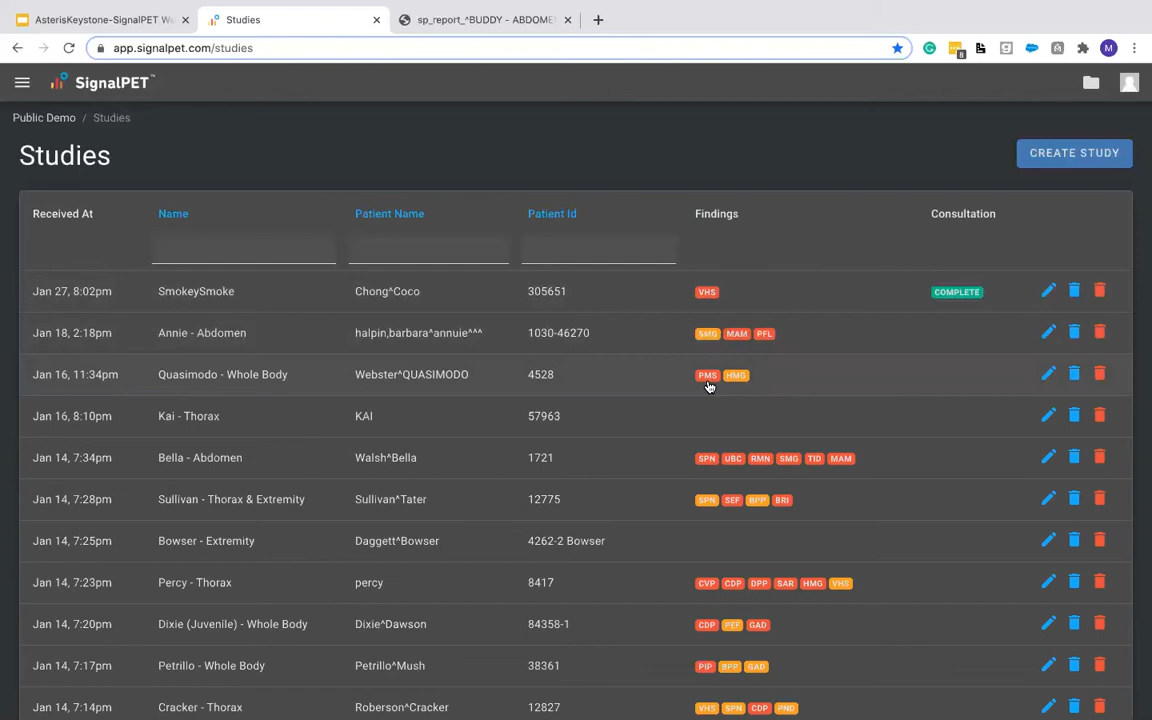 AsterisKeystone-SignalPET We
Studies
sp_report_^BUDDY - ABDOME
app.signalpet.com/studies
8
M
SignalPET™
Public Demo / Studies
Studies
CREATE STUDY
Received At Name Patient Name Patient Id Findings Consultation
Jan 27, 8:02pm SmokeySmoke Chong^Coco 305651 VHS COMPLETE
Jan 18, 2:18pm Annie - Abdomen halpin,barbara^annuie^^^ 1030-46270 SMG MAM PFL
Jan 16, 11:34pm Quasimodo - Whole Body Webster^QUASIMODO 4528 PMS HMG
Jan 16, 8:10pm Kai - Thorax KAI 57963
Jan 14, 7:34pm Bella - Abdomen Walsh^Bella 1721 SPN UBC RMN SMG TID MAM
Jan 14, 7:28pm Sullivan - Thorax & Extremity Sullivan^Tater 12775 SPN SEF BPP BRI
Jan 14, 7:25pm Bowser - Extremity Daggett^Bowser 4262-2 Bowser
Jan 14, 7:23pm Percy - Thorax percy 8417 CVP CDP DPP SAR HMG VHS
Jan 14, 7:20pm Dixie (Juvenile) - Whole Body Dixie^Dawson 84358-1 CDP PEF GAD
Jan 14, 7:17pm Petrillo - Whole Body Petrillo^Mush 38361 PIP BPP GAD
Jan 14, 7:14pm Cracker - Thorax Roberson^Cracker 12827 VHS SPN CDP PND